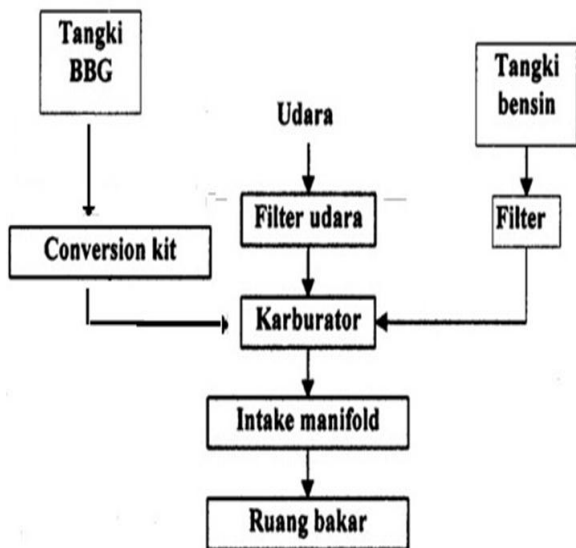 Tangki
BBG
Tangki
bensin
Udara
Filter udara
Filter
Conversion kit
Karburator
Intake manifold
Ruang bakar